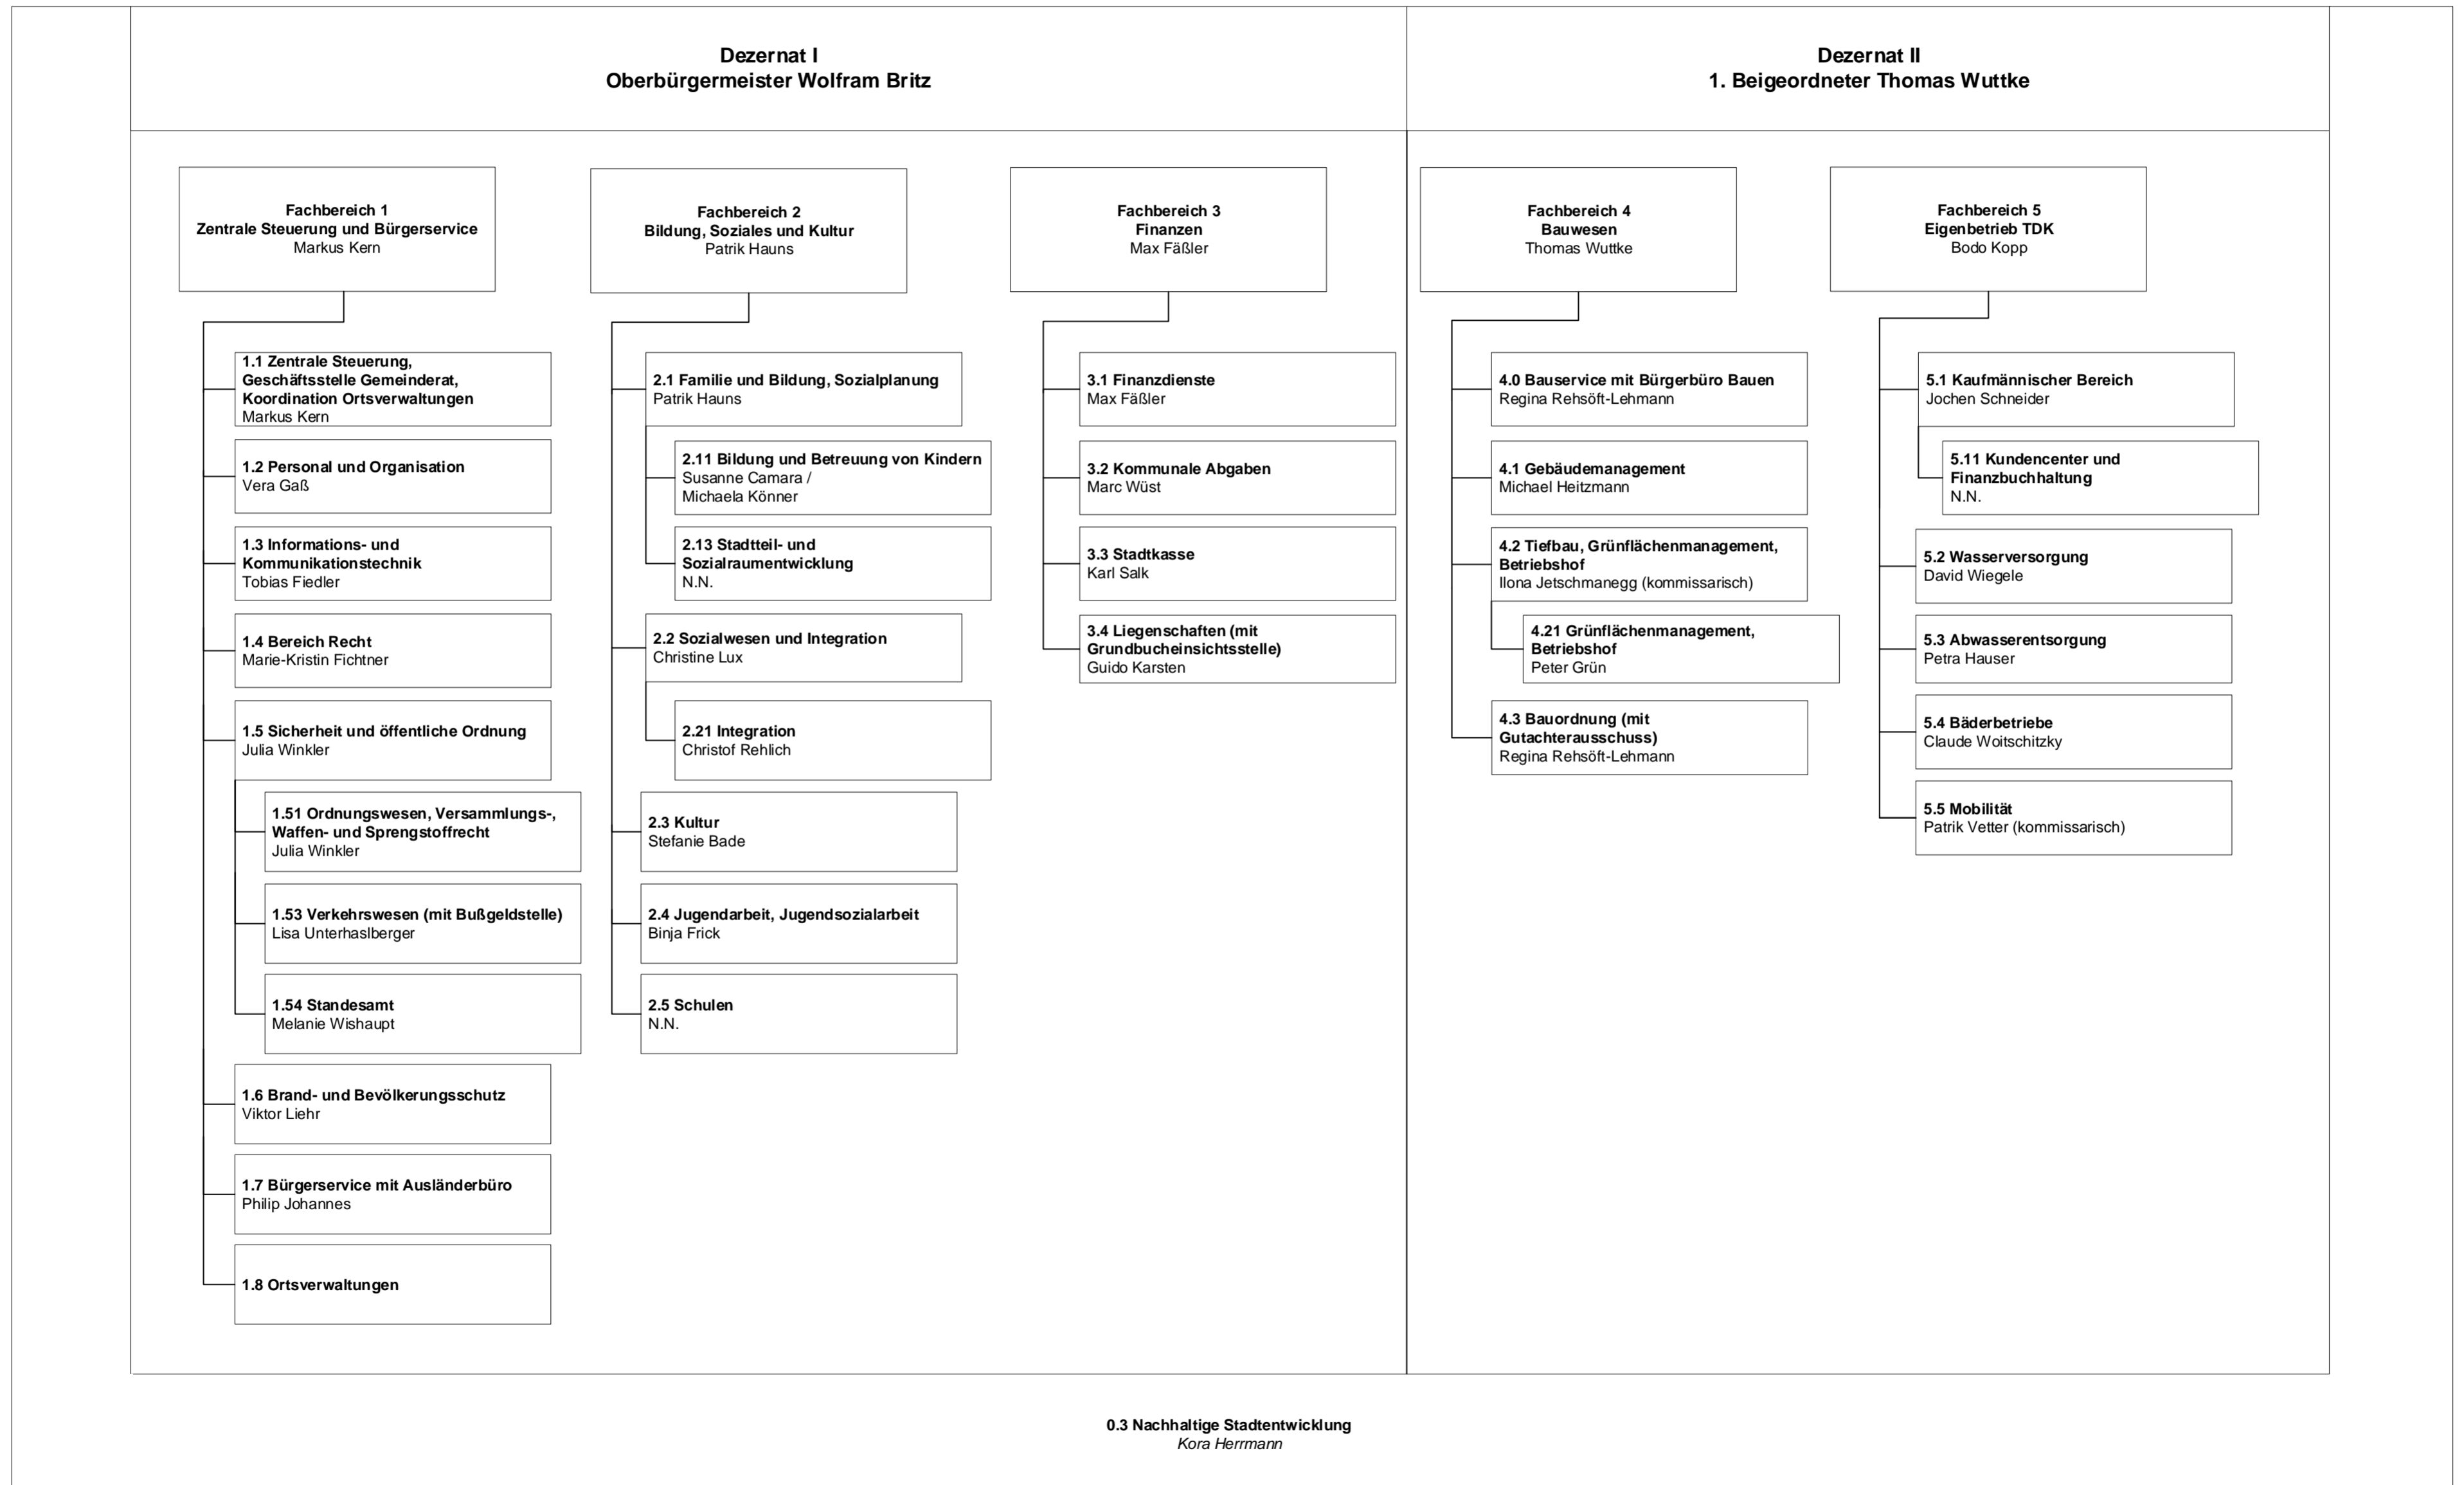 Dezernat I
Oberbürgermeister Wolfram Britz
Dezernat II
1. Beigeordneter Thomas Wuttke
Fachbereich 1
Zentrale Steuerung und Bürgerservice
Markus Kern
1.1 Zentrale Steuerung,
Geschäftsstelle Gemeinderat,
Koordination Ortsverwaltungen
Markus Kern
1.2 Personal und Organisation
Vera Gaß
1.3 Informations- und
Kommunikationstechnik
Tobias Fiedler
1.4 Bereich Recht
Marie-Kristin Fichtner
1.5 Sicherheit und öffentliche Ordnung
Julia Winkler
1.51 Ordnungswesen, Versammlungs-,
Waffen- und Sprengstoffrecht
Julia Winkler
1.53 Verkehrswesen (mit Bußgeldstelle)
Lisa Unterhaslberger
1.54 Standesamt
Melanie Wishaupt
1.6 Brand- und Bevölkerungsschutz
Viktor Liehr
1.7 Bürgerservice mit Ausländerbüro
Philip Johannes
1.8 Ortsverwaltungen
Fachbereich 2
Bildung, Soziales und Kultur
Patrik Hauns
2.1 Familie und Bildung, Sozialplanung
Patrik Hauns
2.11 Bildung und Betreuung von Kindern
Susanne Camara /
Michaela Könner
2.13 Stadtteil- und
Sozialraumentwicklung
N.N.
2.2 Sozialwesen und Integration
Christine Lux
2.21 Integration
Christof Rehlich
2.3 Kultur
Stefanie Bade
2.4 Jugendarbeit, Jugendsozialarbeit
Binja Frick
2.5 Schulen
N.N.
Fachbereich 3
Finanzen
Max Fäßler
3.1 Finanzdienste
Max Fäßler
3.2 Kommunale Abgaben
Marc Wüst
3.3 Stadtkasse
Karl Salk
3.4 Liegenschaften (mit
Grundbucheinsichtsstelle)
Guido Karsten
Fachbereich 4
Bauwesen
Thomas Wuttke
4.0 Bauservice mit Bürgerbüro Bauen
Regina Rehsöft-Lehmann
4.1 Gebäudemanagement
Michael Heitzmann
4.2 Tiefbau, Grünflächenmanagement,
Betriebshof
Ilona Jetschmanegg (kommissarisch)
4.21 Grünflächenmanagement,
Betriebshof
Peter Grün
4.3 Bauordnung (mit
Gutachterausschuss)
Regina Rehsöft-Lehmann
Fachbereich 5
Eigenbetrieb TDK
Bodo Kopp
5.1 Kaufmännischer Bereich
Jochen Schneider
5.11 Kundencenter und
Finanzbuchhaltung
N.N.
5.2 Wasserversorgung
David Wiegele
5.3 Abwasserentsorgung
Petra Hauser
5.4 Bäderbetriebe
Claude Woitschitzky
5.5 Mobilität
Patrik Vetter (kommissarisch)
0.3 Nachhaltige Stadtentwicklung
Kora Herrmann